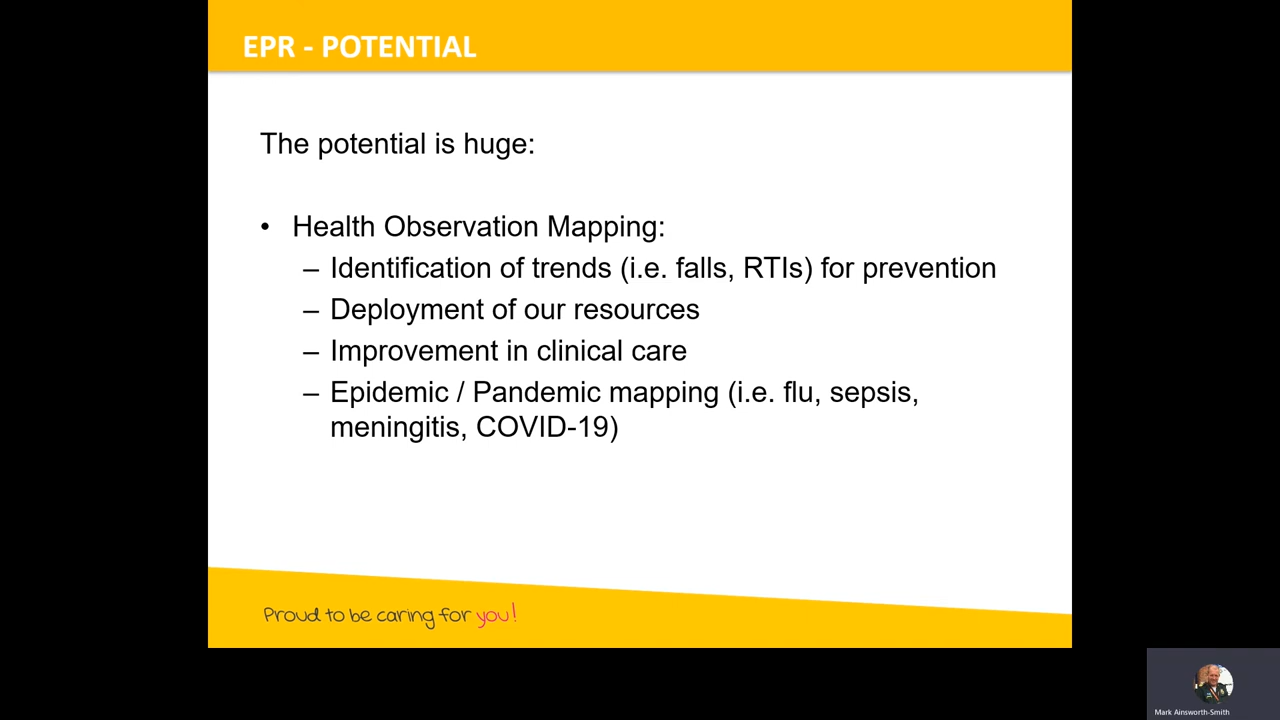 EPR - POTENTIAL
The potential is huge:
• Health Observation Mapping:
– Identification of trends (i.e. falls, RTIs) for prevention
– Deployment of our resources
– Improvement in clinical care
– Epidemic / Pandemic mapping (i.e. flu, sepsis,
meningitis, COVID-19)
Proud to be caring for you!
Mark Ainsworth-Smith